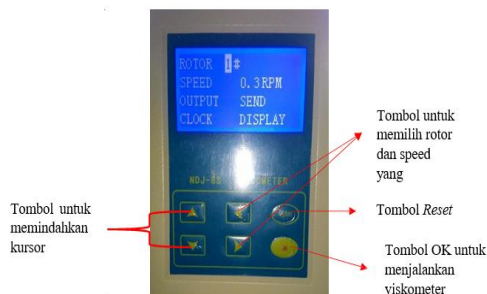 ROTOR 1#
SPEED 0.3RPM
OUTPUT SEND
CLOCK DISPLAY
Tombol untuk
memilih rotor
dan speed
yang
Tombol untuk
memindahkan
kursor
Tombol Reset
Tombol OK untuk
menjalankan
viskometer